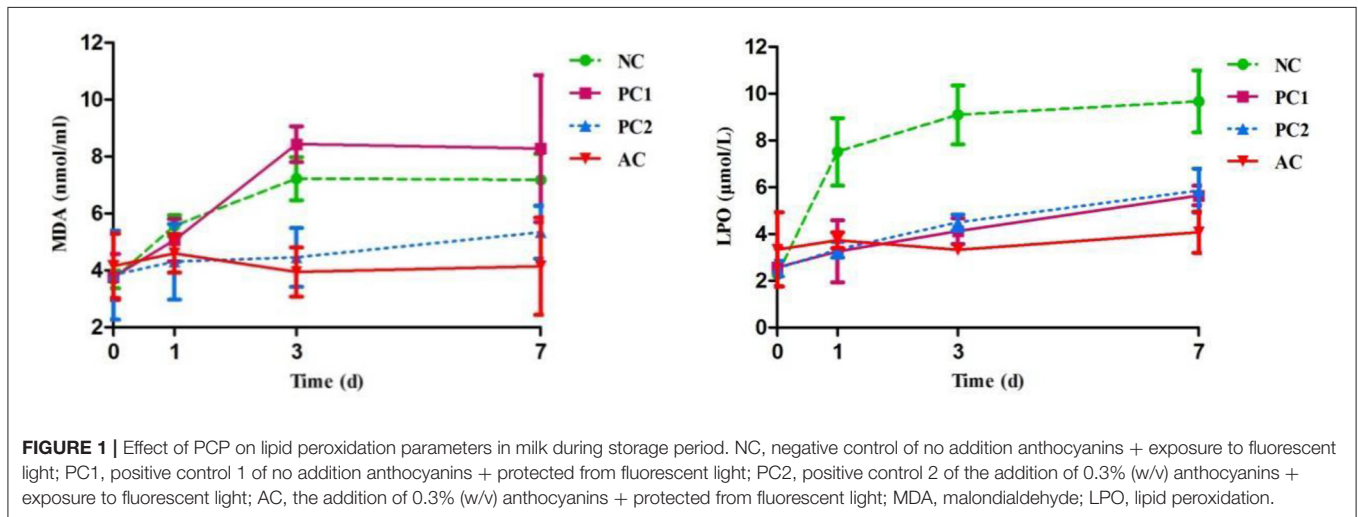 12
10
8
6
4
2
MDA (nmol/ml)
0
1
3
7
Time (d)
NC
PC1
PC2
AC
12
10
8
6
4
2
0
LPO (µmol/L)
0
1
3
7
Time (d)
NC
PC1
PC2
AC
FIGURE 1 | Effect of PCP on lipid peroxidation parameters in milk during storage period. NC, negative control of no addition anthocyanins + exposure to fluorescent
light; PC1, positive control 1 of no addition anthocyanins + protected from fluorescent light; PC2, positive control 2 of the addition of 0.3% (w/v) anthocyanins +
exposure to fluorescent light; AC, the addition of 0.3% (w/v) anthocyanins + protected from fluorescent light; MDA, malondialdehyde; LPO, lipid peroxidation.